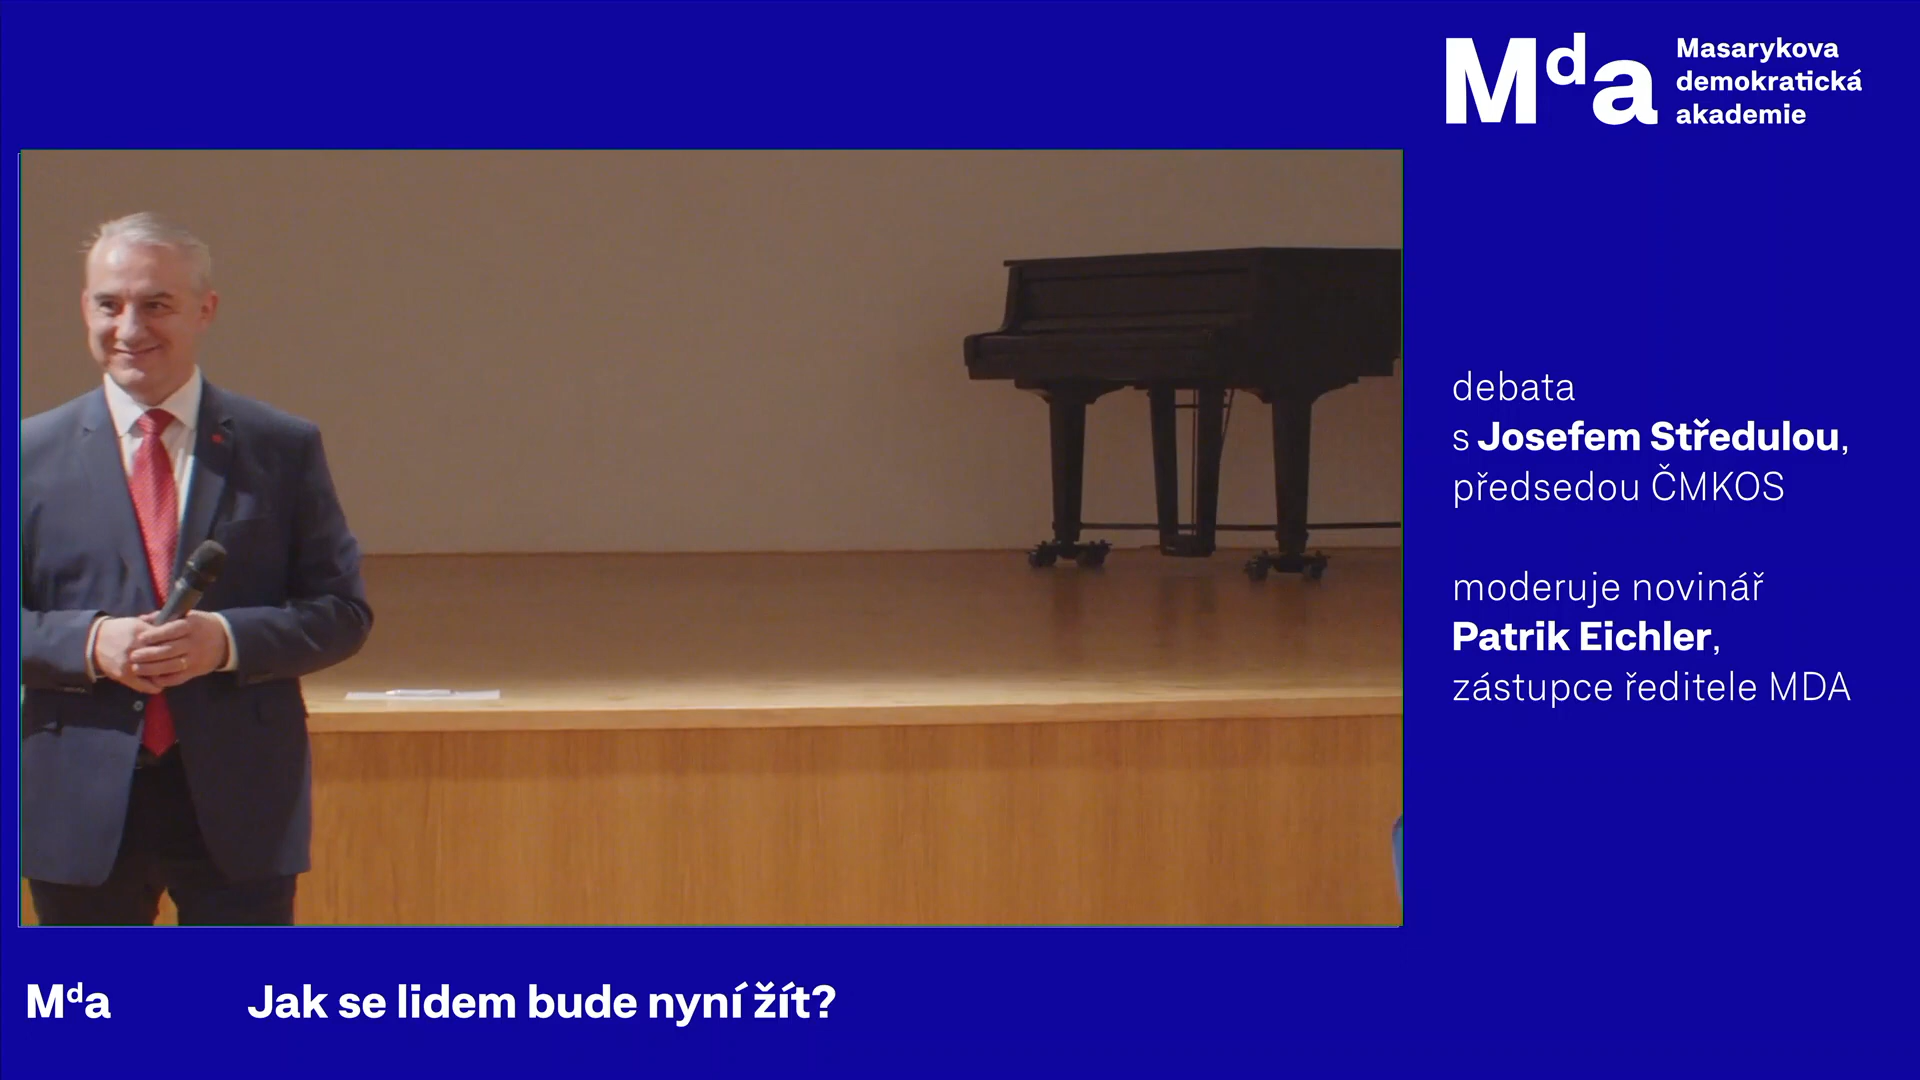 Mda
Masarykova
demokratická
akademie
debata
s Josefem Středulou,
předsedou ČMKOS
moderuje novinář
Patrik Eichler,
zástupce ředitele MDA
Mda
Jak se lidem bude nyní žít?